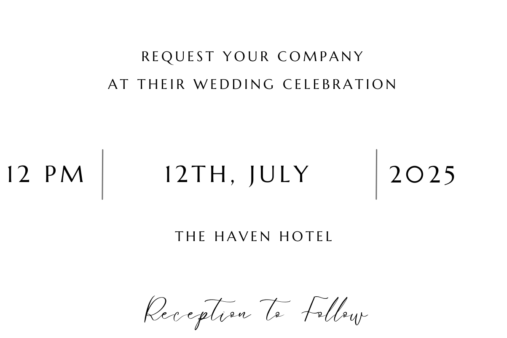 REQUEST YOUR COMPANY
AT THEIR WEDDING CELEBRATION
12 PM 12TH, JULY 2025
THE HAVEN HOTEL
Reception to Follow